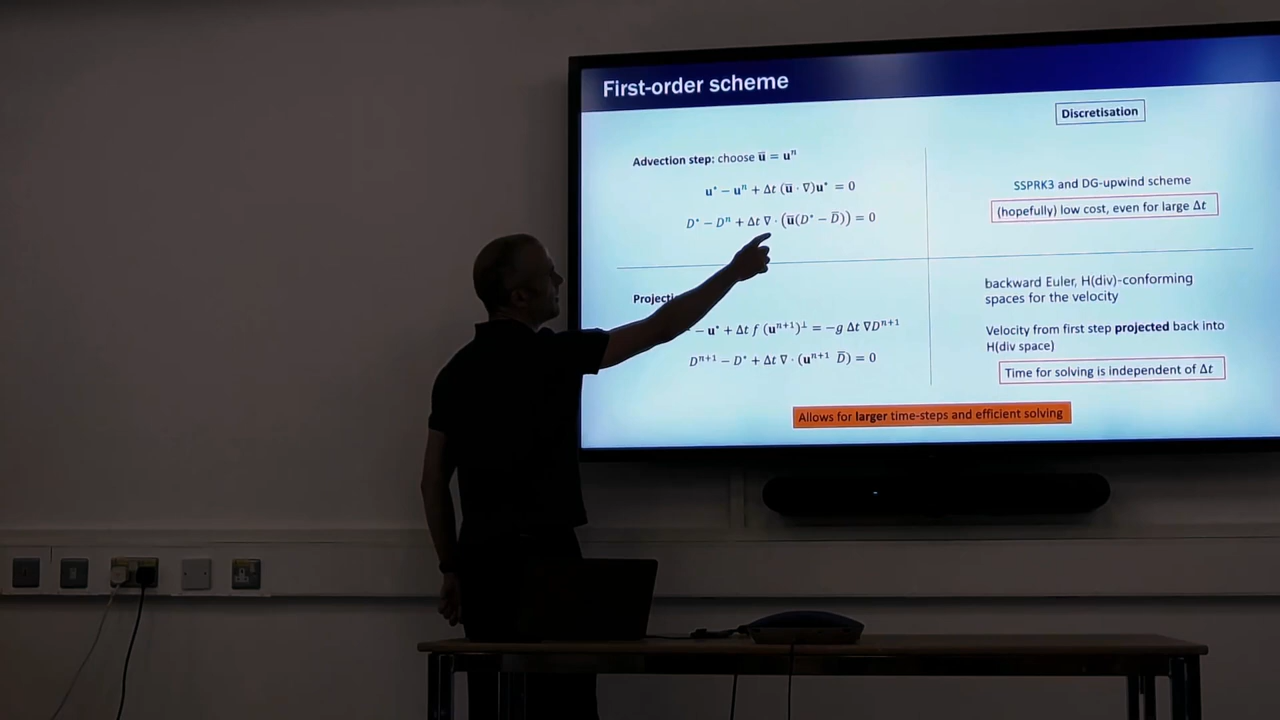 First-order scheme
Discretisation
Advection step: choose ū = uⁿ
u* − uⁿ + Δt (ū · ∇)u* = 0
D* − Dⁿ + Δt ∇ · (ū(D* − D̄)) = 0
SSPRK3 and DG-upwind scheme
(hopefully) low cost, even for large Δt
− u* + Δt f (uⁿ⁺¹)⊥ = −g Δt ∇Dⁿ⁺¹
Dⁿ⁺¹ − D* + Δt ∇ · (uⁿ⁺¹ D̄) = 0
backward Euler, H(div)-conforming
spaces for the velocity
Velocity from first step projected back into
H(div space)
Time for solving is independent of Δt
Allows for larger time-steps and efficient solving